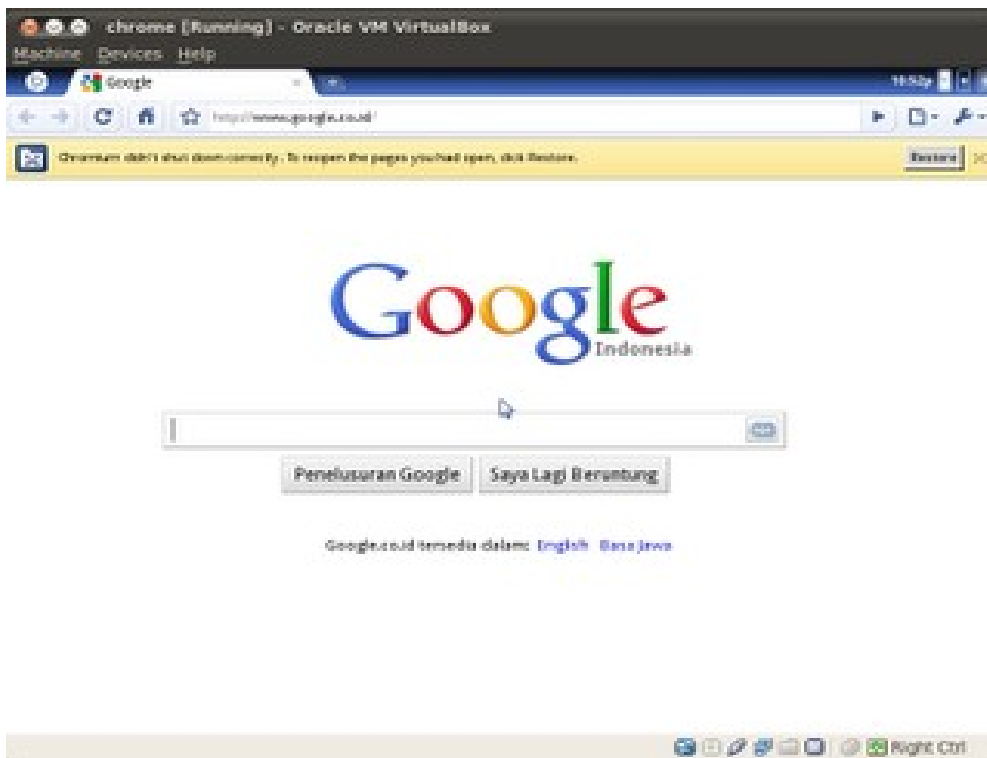 chrome [Running] - Oracle VM VirtualBox
Machine Devices Help
Google
http://www.google.co.id/
Chromium didn't shut down correctly. To reopen the pages you had open, click Restore.
Restore
Google
Indonesia
Penelusuran Google
Saya Lagi Beruntung
Google.co.id tersedia dalam: English Basa Jawa
Right Ctrl